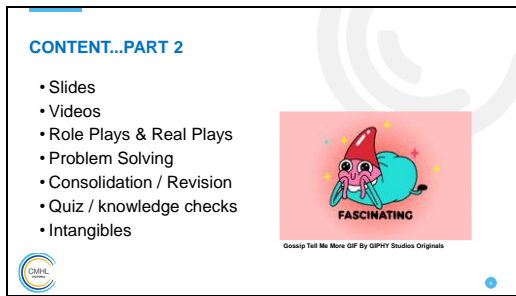 CONTENT...PART 2
• Slides
• Videos
• Role Plays & Real Plays
• Problem Solving
• Consolidation / Revision
• Quiz / knowledge checks
• Intangibles
FASCINATING
Gossip Tell Me More GIF By GIPHY Studios Originals
CMHL